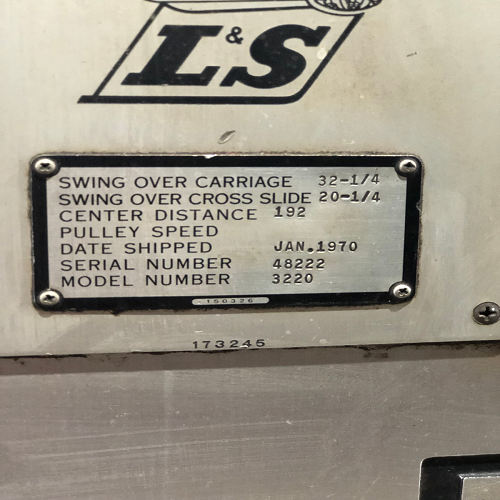 L&S
SWING OVER CARRIAGE 32-1/4
SWING OVER CROSS SLIDE 20-1/4
CENTER DISTANCE 192
PULLEY SPEED
DATE SHIPPED JAN.1970
SERIAL NUMBER 48222
MODEL NUMBER 3220
150326
173245